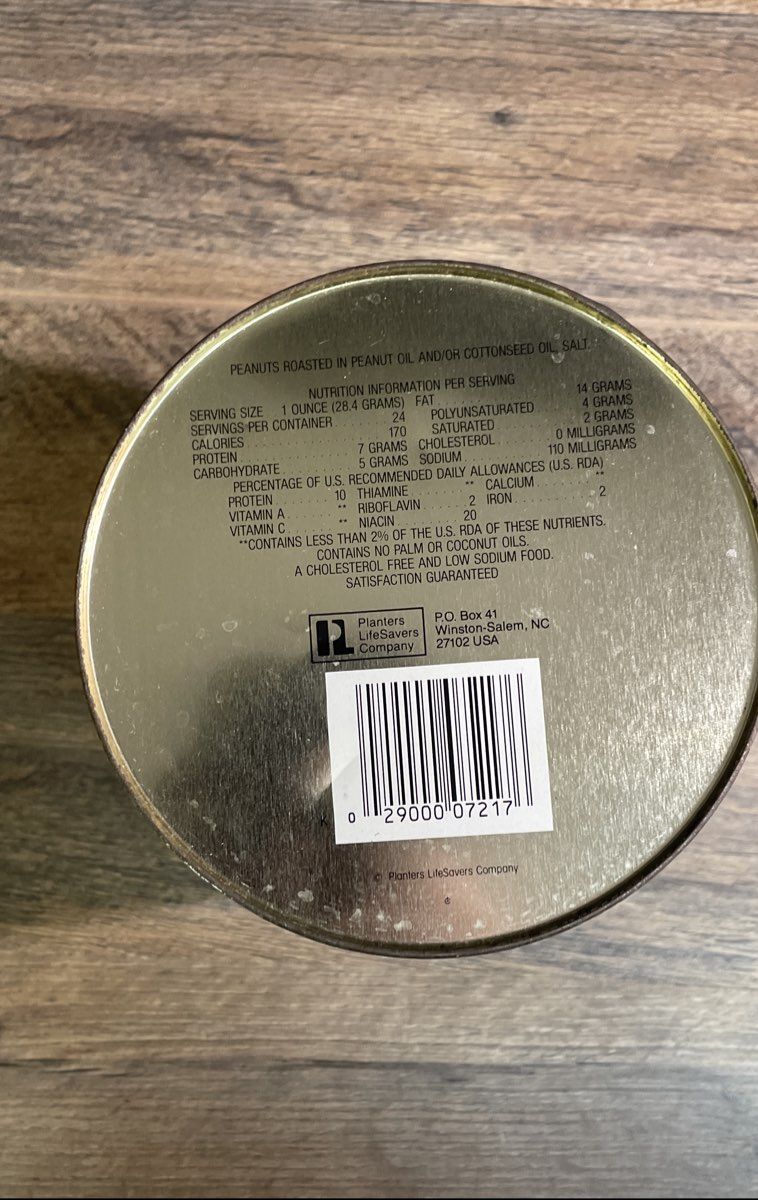 PEANUTS ROASTED IN PEANUT OIL AND/OR COTTONSEED OIL, SALT.
NUTRITION INFORMATION PER SERVING
SERVING SIZE 1 OUNCE (28.4 GRAMS) FAT 14 GRAMS
SERVINGS PER CONTAINER 24 POLYUNSATURATED 4 GRAMS
CALORIES 170 SATURATED 2 GRAMS
PROTEIN 7 GRAMS CHOLESTEROL 0 MILLIGRAMS
CARBOHYDRATE 5 GRAMS SODIUM 110 MILLIGRAMS
PERCENTAGE OF U.S. RECOMMENDED DAILY ALLOWANCES (U.S. RDA)
PROTEIN 10 THIAMINE ** CALCIUM **
VITAMIN A ** RIBOFLAVIN 2 IRON 2
VITAMIN C ** NIACIN 20
**CONTAINS LESS THAN 2% OF THE U.S. RDA OF THESE NUTRIENTS.
CONTAINS NO PALM OR COCONUT OILS.
A CHOLESTEROL FREE AND LOW SODIUM FOOD.
SATISFACTION GUARANTEED
Planters
LifeSavers
Company
P.O. Box 41
Winston-Salem, NC
27102 USA
K
0 29000 07217
© Planters LifeSavers Company